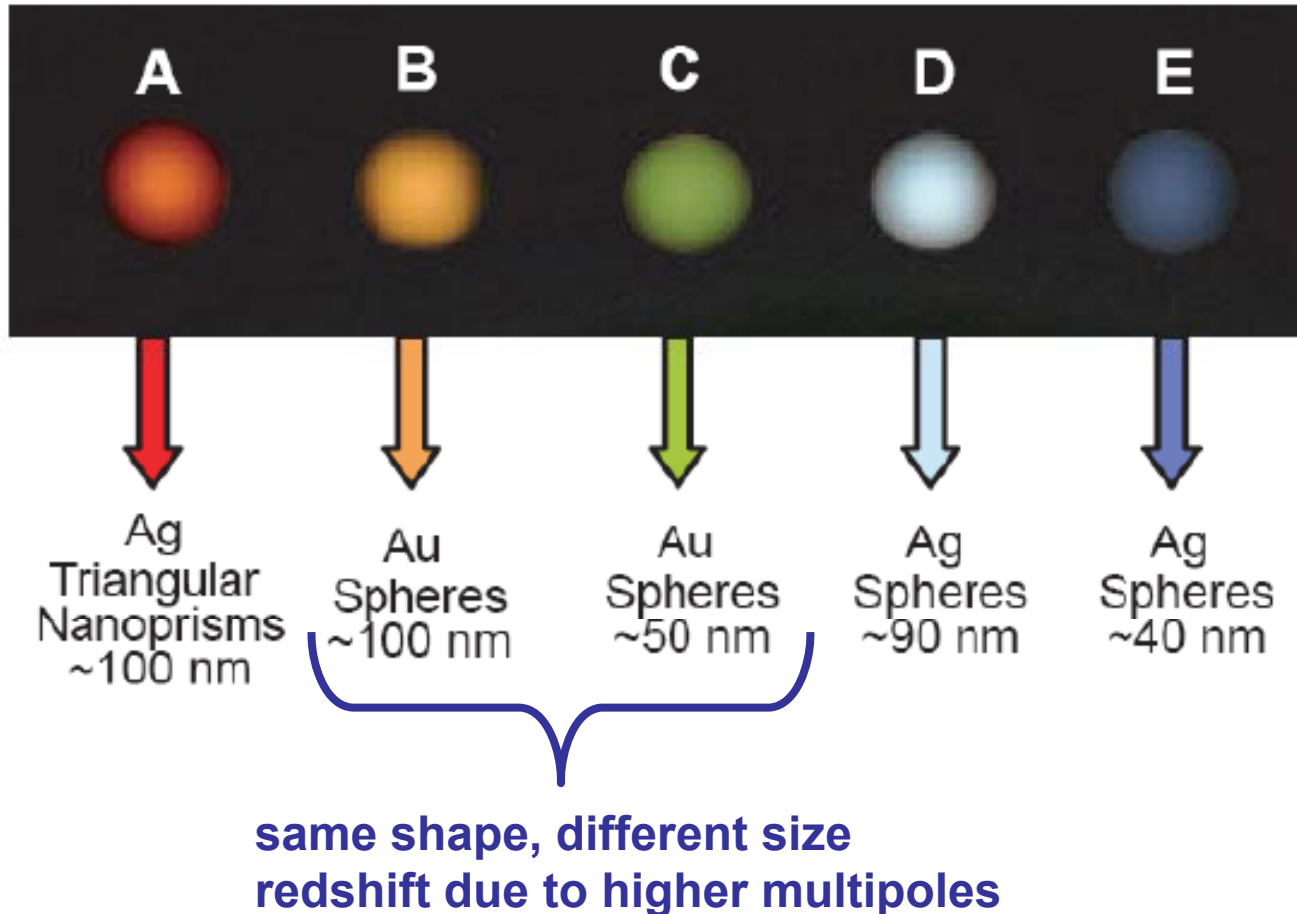 A B C D E
Ag
Triangular
Nanoprisms
~100 nm
Au
Spheres
~100 nm
Au
Spheres
~50 nm
Ag
Spheres
~90 nm
Ag
Spheres
~40 nm
same shape, different size
redshift due to higher multipoles